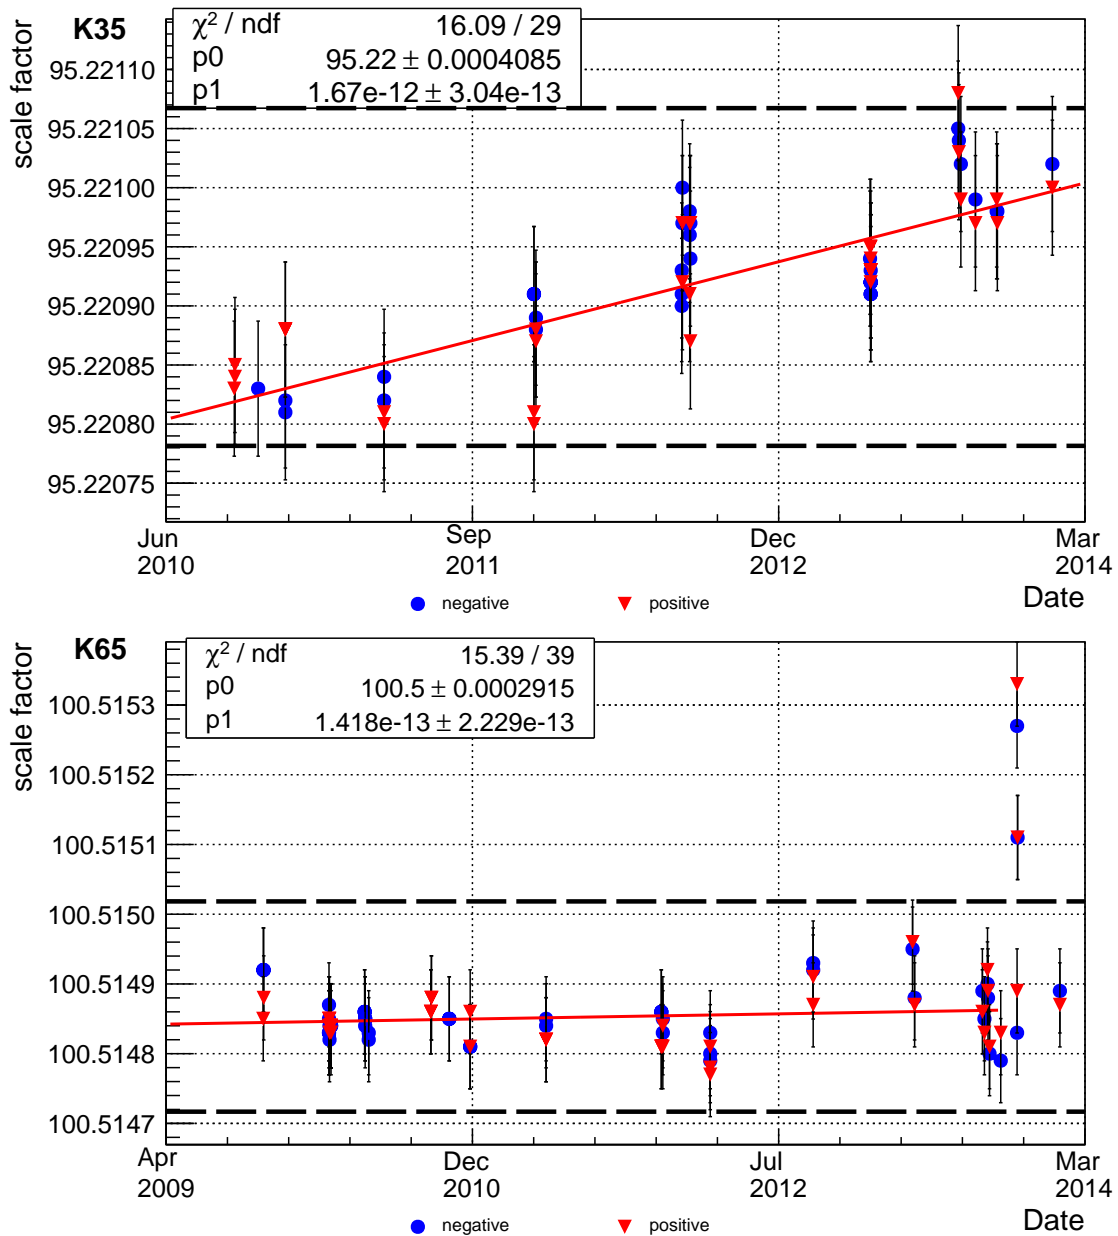 K35
χ² / ndf 16.09 / 29
p0 95.22 ± 0.0004085
p1 1.67e-12 ± 3.04e-13
scale factor
95.22110
95.22105
95.22100
95.22095
95.22090
95.22085
95.22080
95.22075
Jun 2010
Sep 2011
Dec 2012
Mar 2014
Date
negative
positive
K65
χ² / ndf 15.39 / 39
p0 100.5 ± 0.0002915
p1 1.418e-13 ± 2.229e-13
scale factor
100.5153
100.5152
100.5151
100.5150
100.5149
100.5148
100.5147
Apr 2009
Dec 2010
Jul 2012
Mar 2014
Date
negative
positive